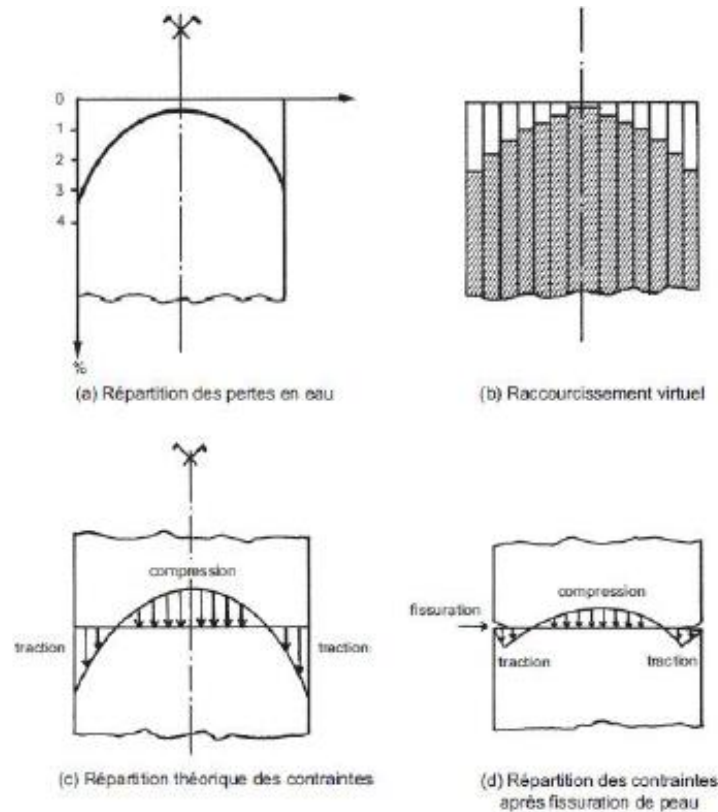 0
1
2
3
4
%
(a) Répartition des pertes en eau
(b) Raccourcissement virtuel
compression
traction
traction
(c) Répartition théorique des contraintes
compression
fissuration
traction
traction
(d) Répartition des contraintes
après fissuration de peau